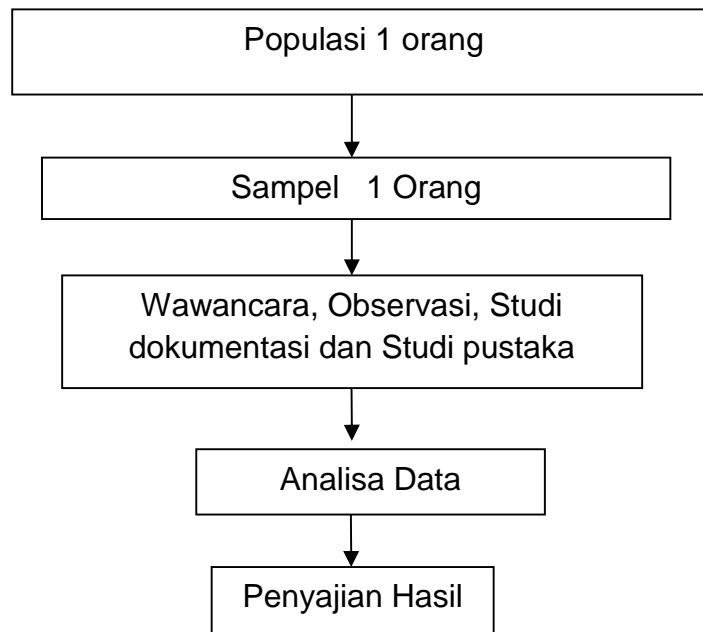 Populasi 1 orang
Sampel 1 Orang
Wawancara, Observasi, Studi
dokumentasi dan Studi pustaka
Analisa Data
Penyajian Hasil